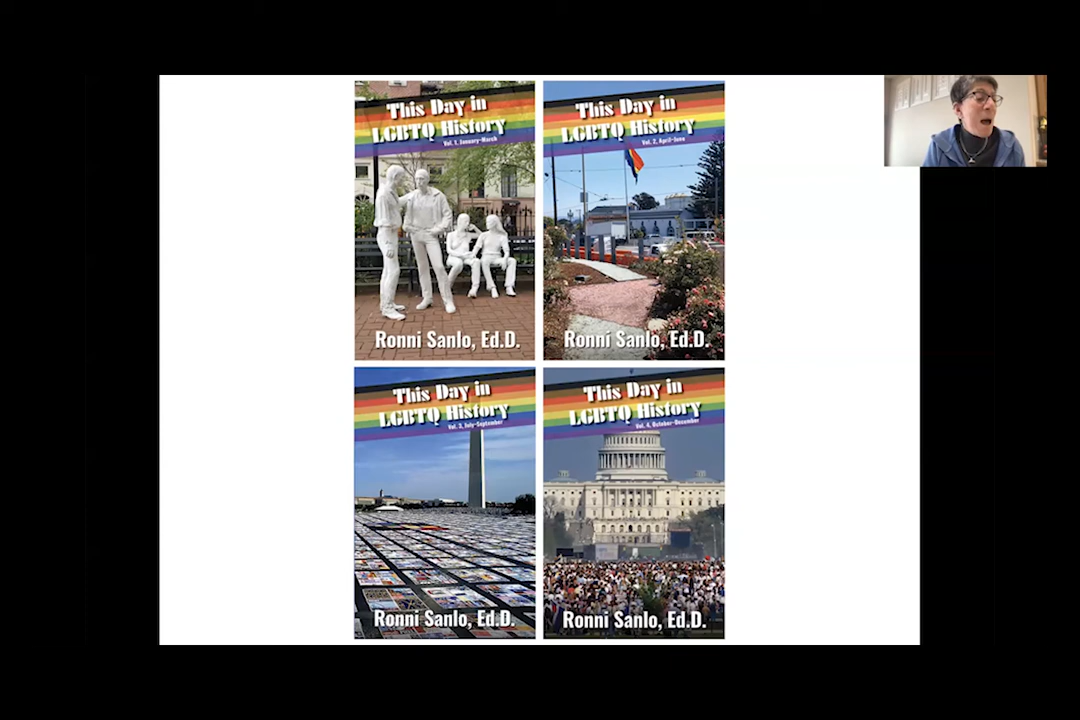 This Day in
LGBTQ History
Vol. 1, January-March
Ronni Sanlo, Ed.D.
This Day in
LGBTQ History
Vol. 2, April-June
Ronni Sanlo, Ed.D.
This Day in
LGBTQ History
Vol. 3, July-September
Ronni Sanlo, Ed.D.
This Day in
LGBTQ History
Vol. 4, October-December
Ronni Sanlo, Ed.D.